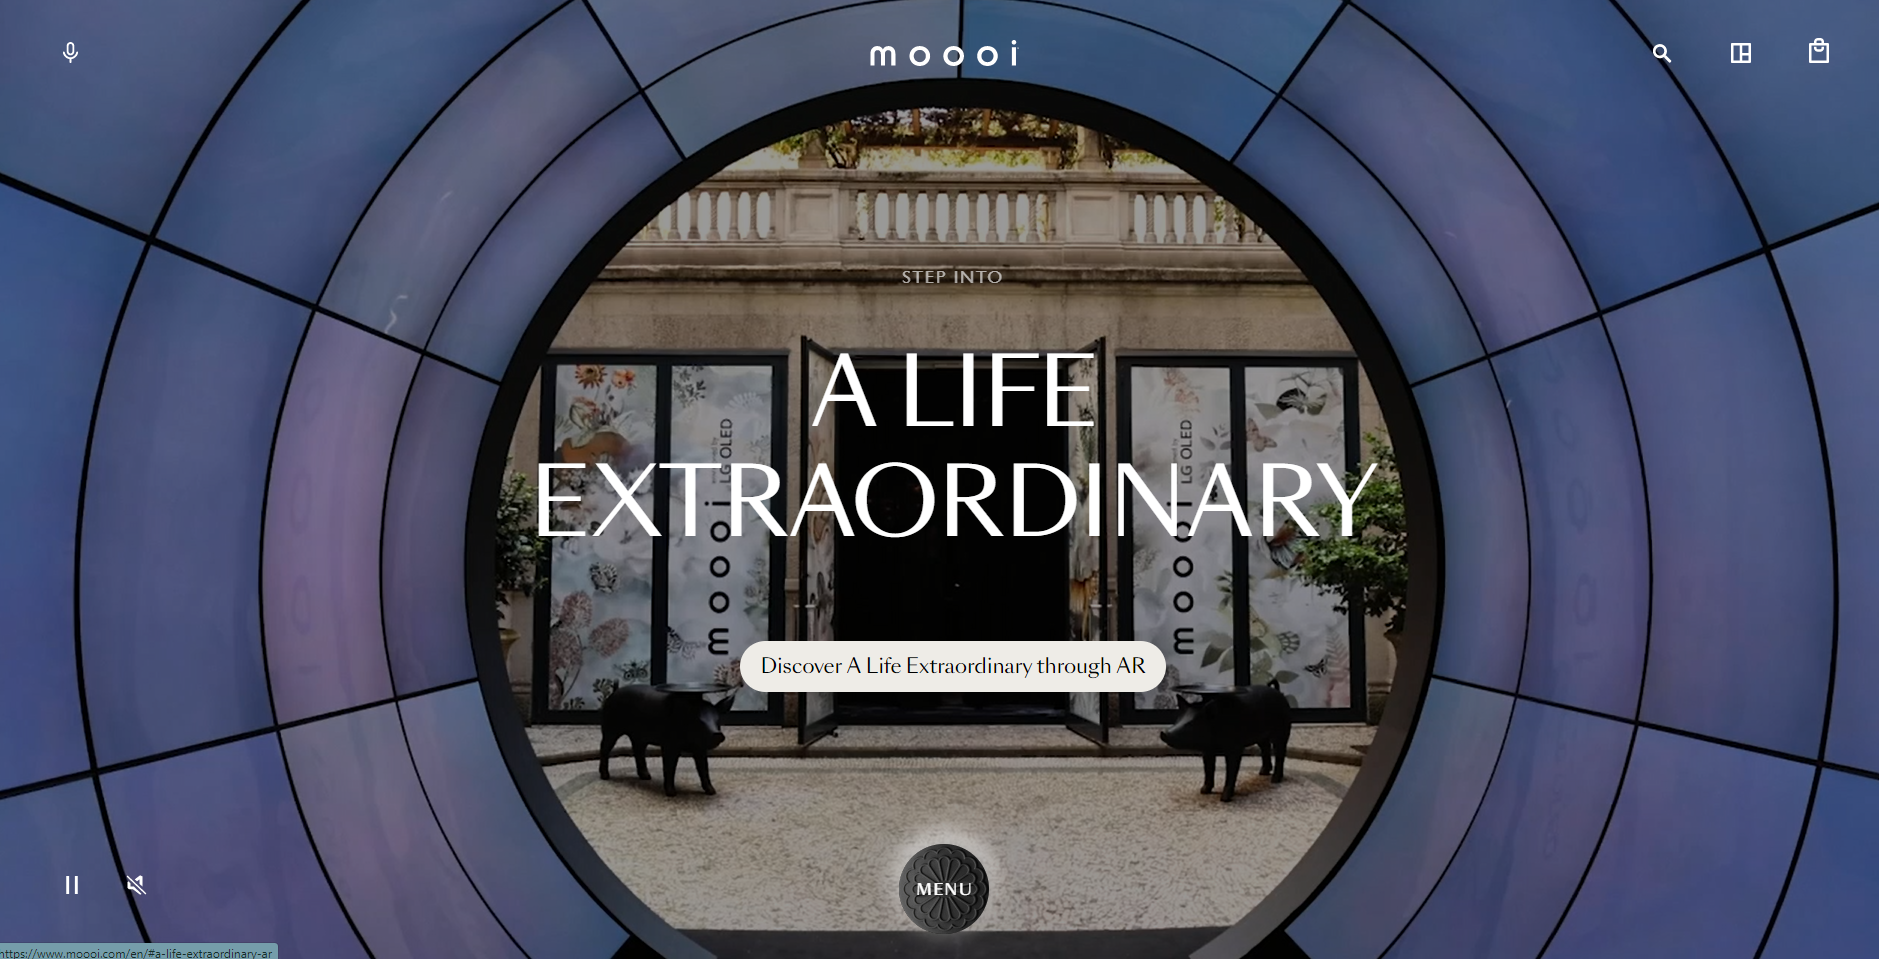 moooi
STEP INTO
A LIFE
EXTRAORDINARY
moooi
LG OLED
moooi
LG OLED
Discover A Life Extraordinary through AR
MENU
https://www.moooi.com/en/#a-life-extraordinary-ar